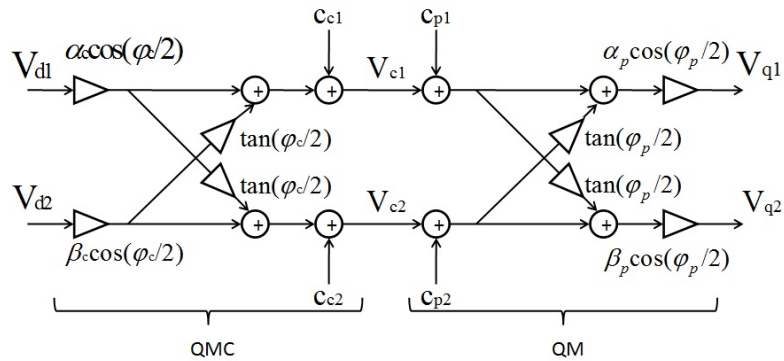 c_c1 c_p1
α_c cos(φ_c/2) α_p cos(φ_p/2)
V_d1 V_c1 V_q1
+ + + +
tan(φ_c/2) tan(φ_p/2)
tan(φ_c/2) tan(φ_p/2)
V_d2 V_c2 V_q2
+ + + +
β_c cos(φ_c/2) β_p cos(φ_p/2)
c_c2 c_p2
QMC QM